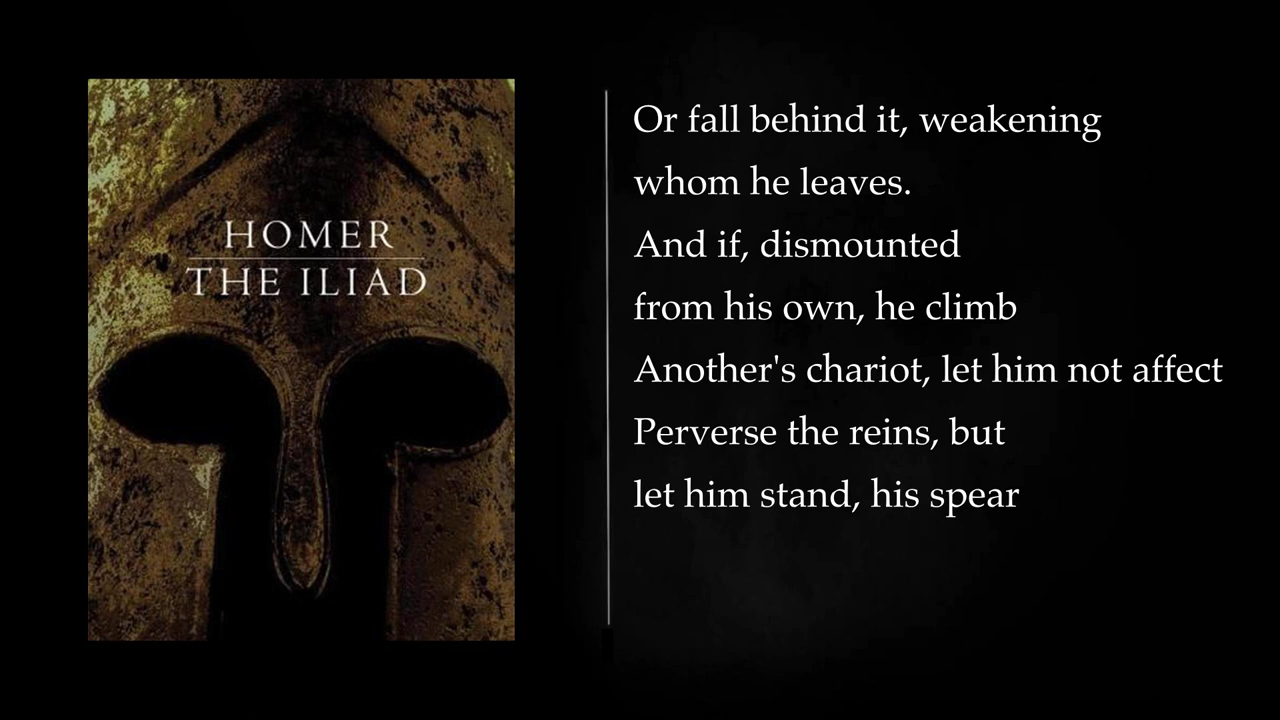 HOMER
THE ILIAD
Or fall behind it, weakening
whom he leaves.
And if, dismounted
from his own, he climb
Another's chariot, let him not affect
Perverse the reins, but
let him stand, his spear